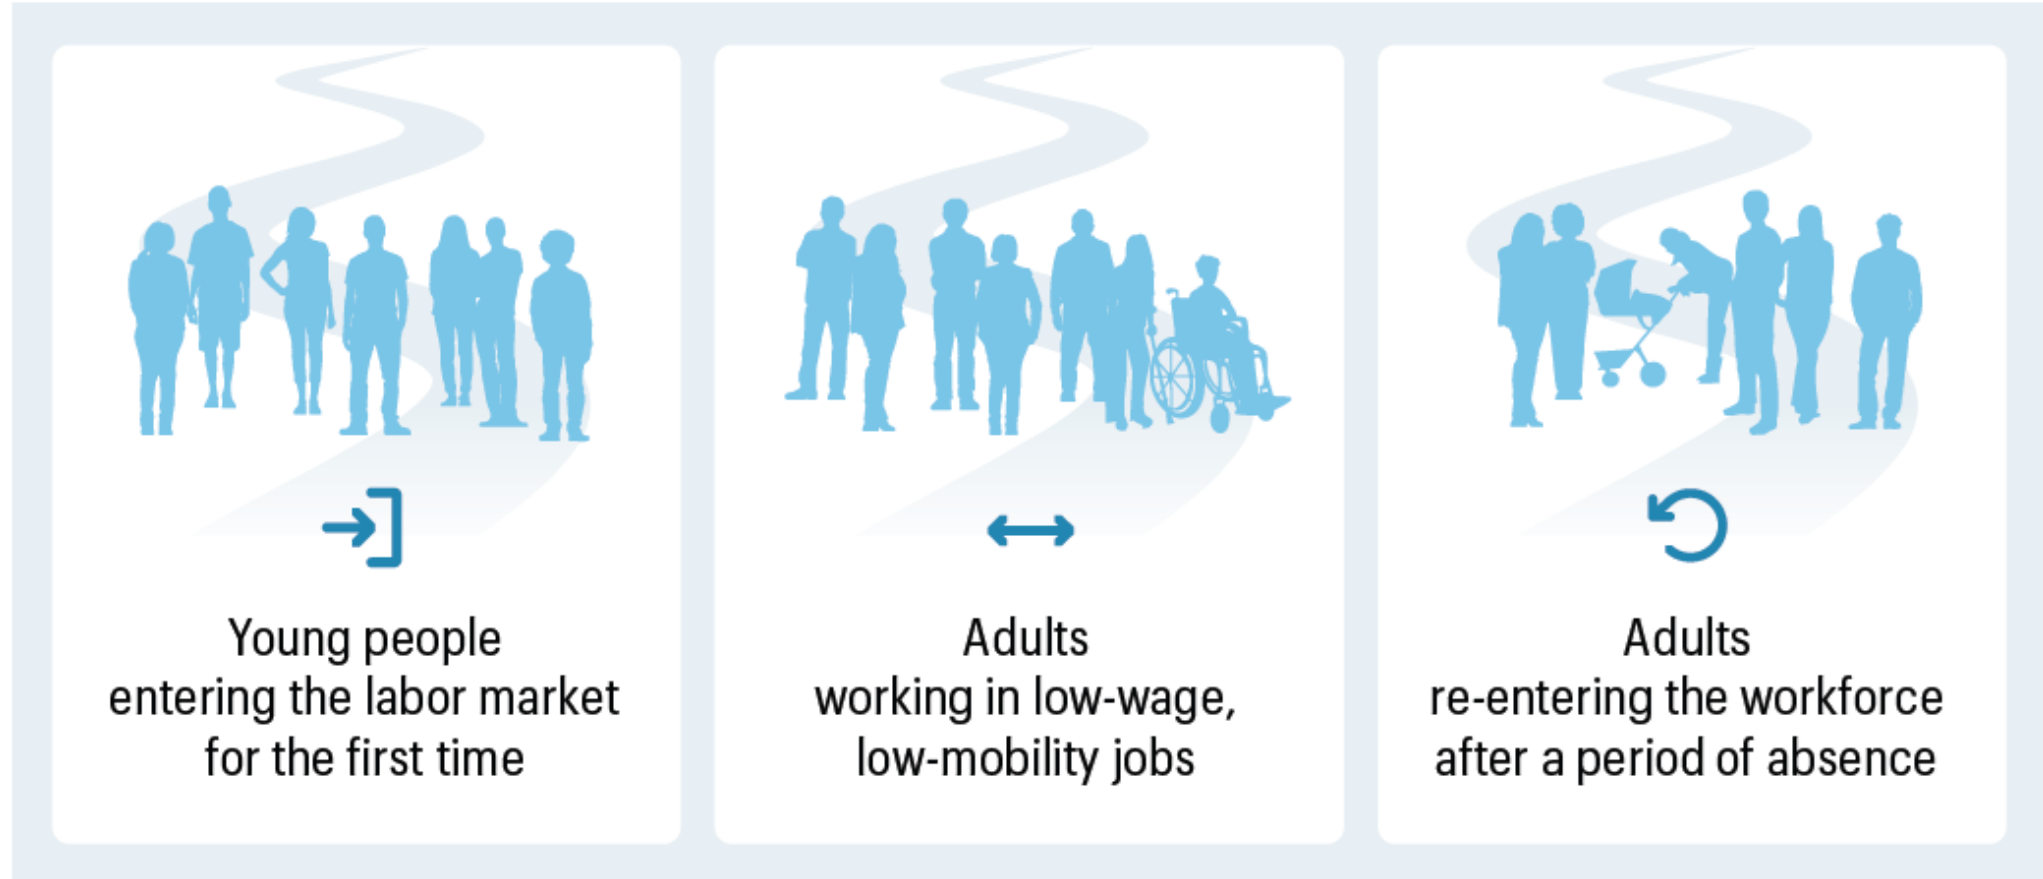 Young people
entering the labor market
for the first time
Adults
working in low-wage,
low-mobility jobs
Adults
re-entering the workforce
after a period of absence